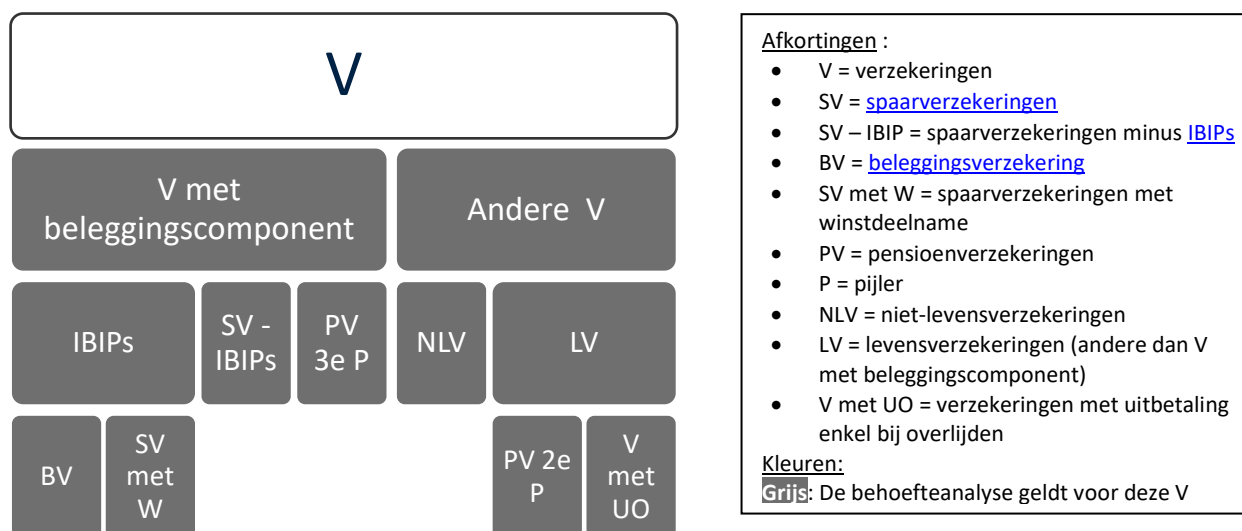 V
V met
beleggingscomponent
Andere V
IBIPs
SV -
IBIPs
PV
3e P
NLV
LV
BV
SV
met
W
PV 2e
P
V
met
UO
Afkortingen :
• V = verzekeringen
• SV = spaarverzekeringen
• SV – IBIP = spaarverzekeringen minus IBIPs
• BV = beleggingsverzekering
• SV met W = spaarverzekeringen met
winstdeelname
• PV = pensioenverzekeringen
• P = pijler
• NLV = niet-levensverzekeringen
• LV = levensverzekeringen (andere dan V
met beleggingscomponent)
• V met UO = verzekeringen met uitbetaling
enkel bij overlijden
Kleuren:
Grijs: De behoefteanalyse geldt voor deze V